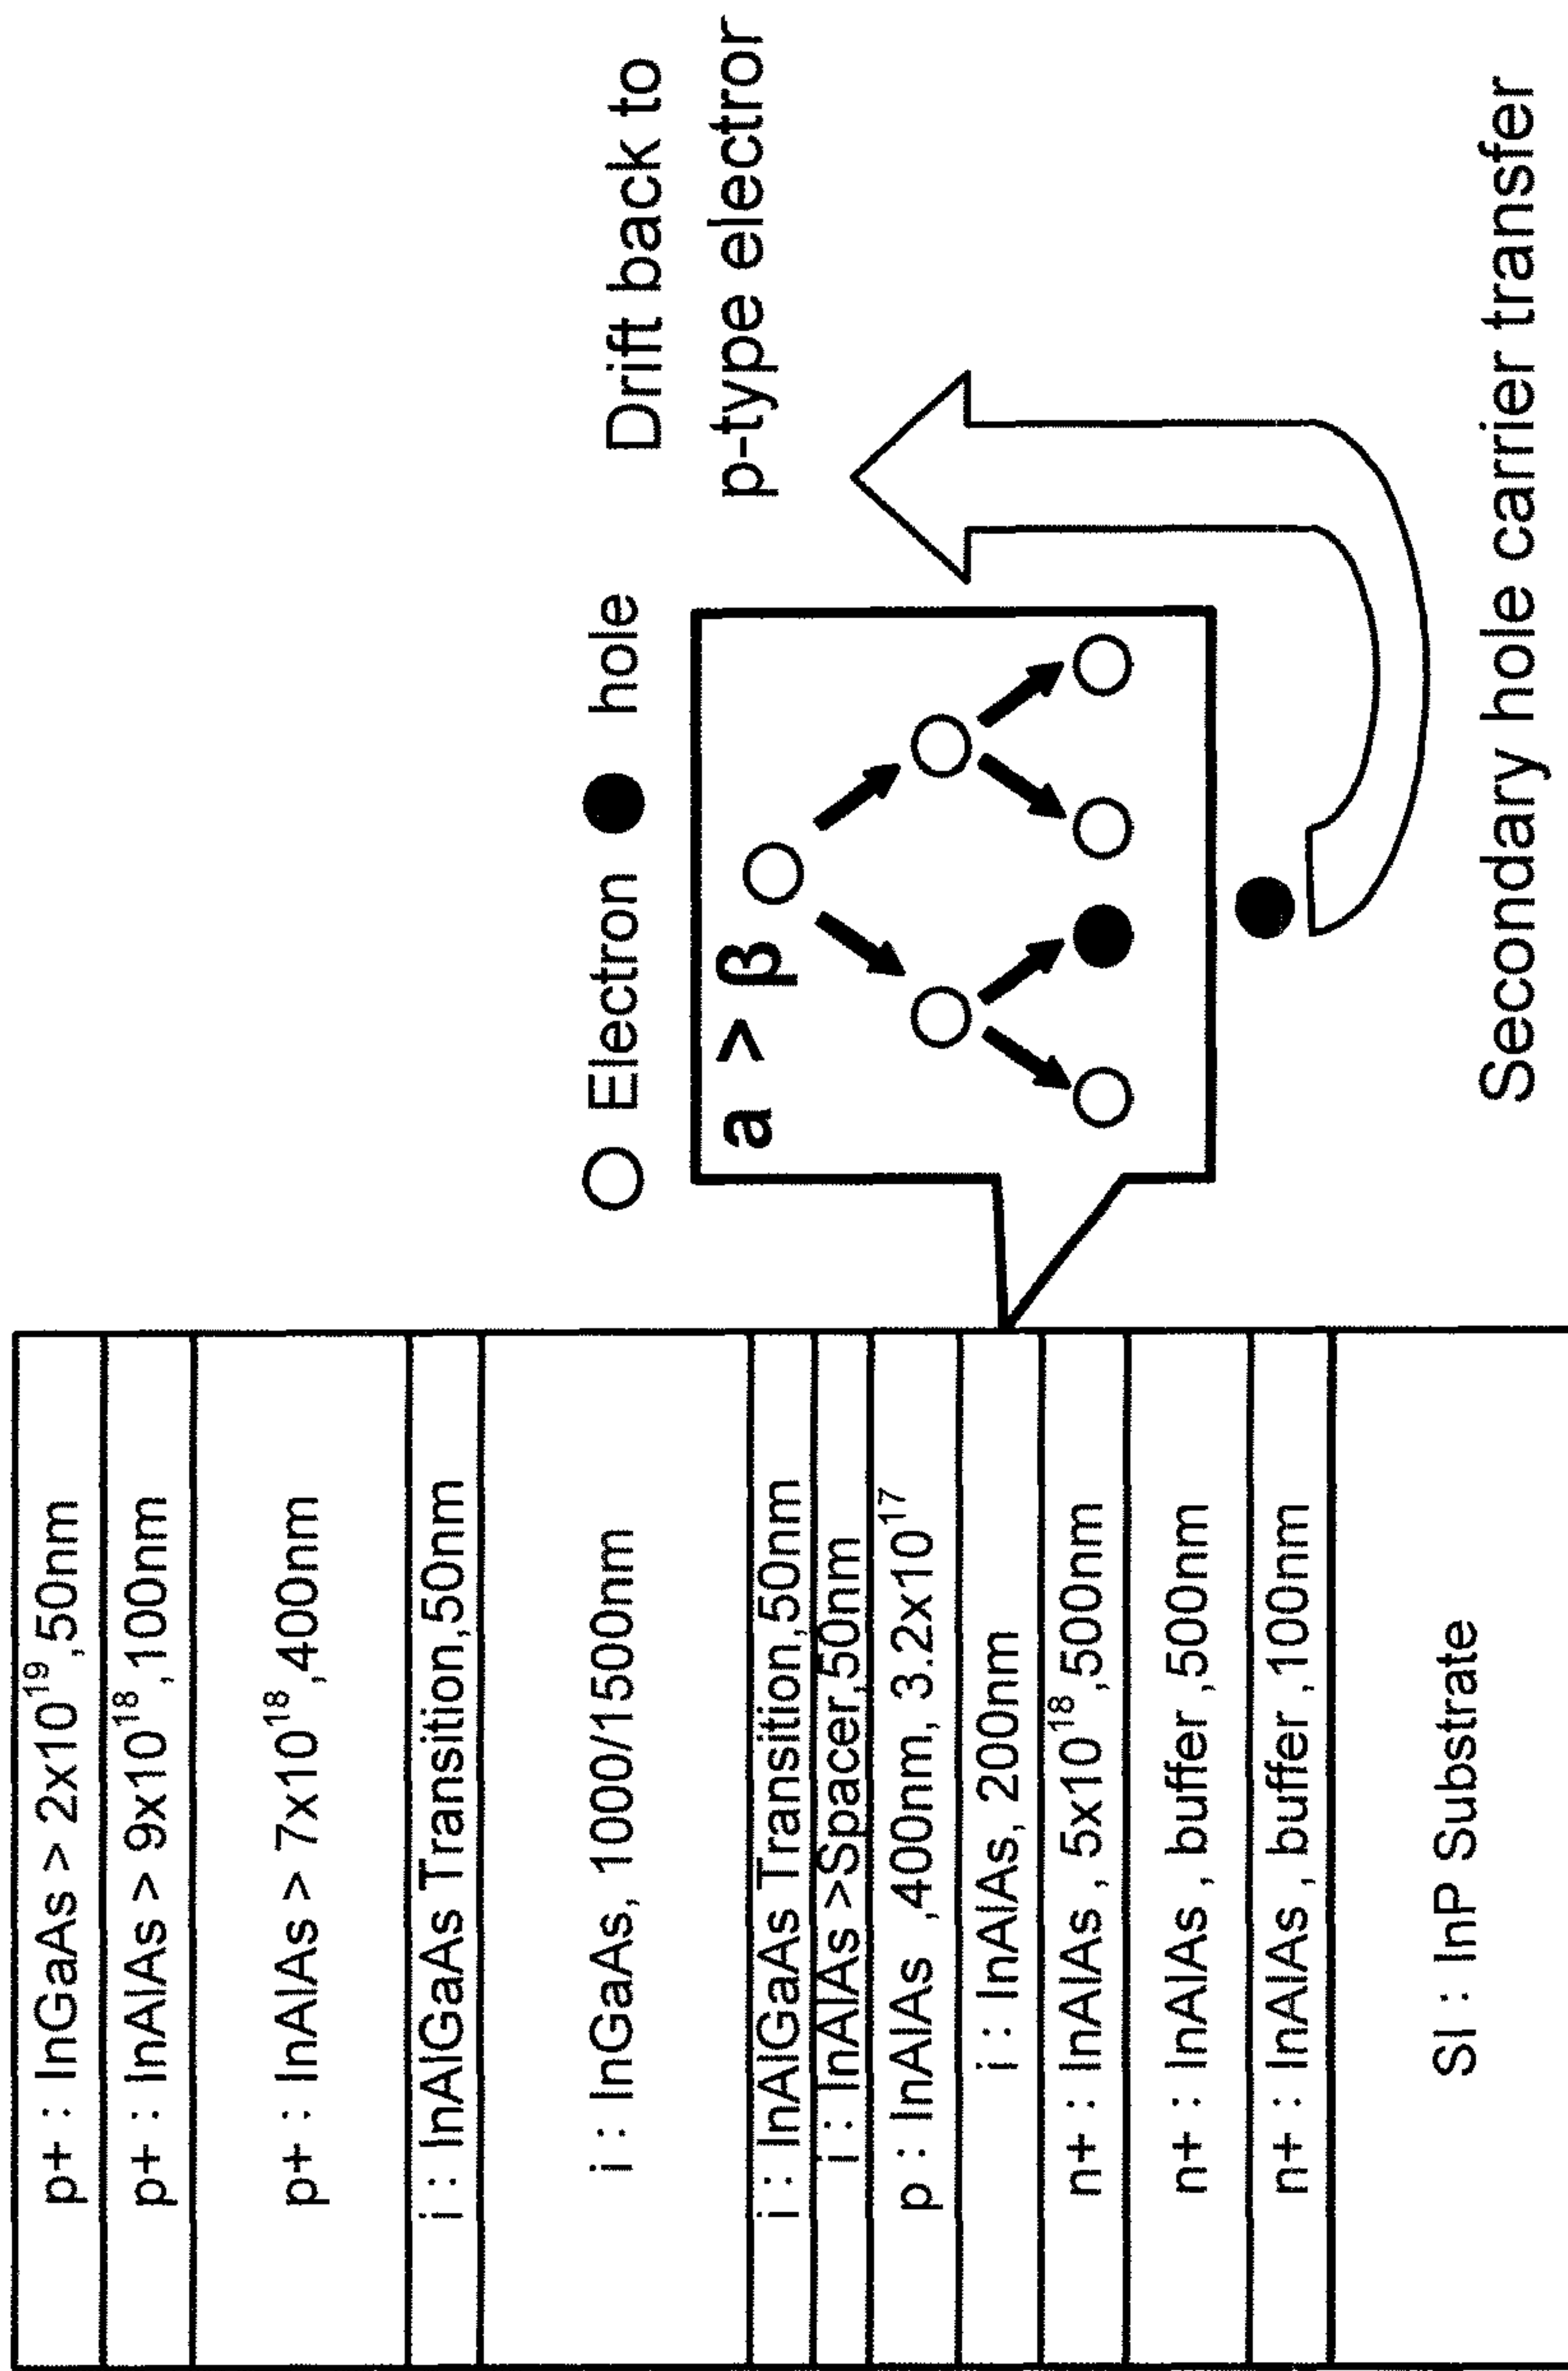 p+ : InGaAs > 2x10¹⁹ ,50nm
p+ : InAlAs > 9x10¹⁸ ,100nm
p+ : InAlAs > 7x10¹⁸ ,400nm
i : InAlGaAs Transition,50nm
i : InGaAs, 1000/1500nm
i : InAlGaAs Transition,50nm
i : InAlAs >Spacer,50nm
p : InAlAs ,400nm, 3.2x10¹⁷
i : InAlAs, 200nm
n+ : InAlAs , 5x10¹⁸ ,500nm
n+ : InAlAs , buffer ,500nm
n+ : InAlAs , buffer ,100nm
SI : InP Substrate
Electron hole
a > β
Drift back to
p-type electror
Secondary hole carrier transfer